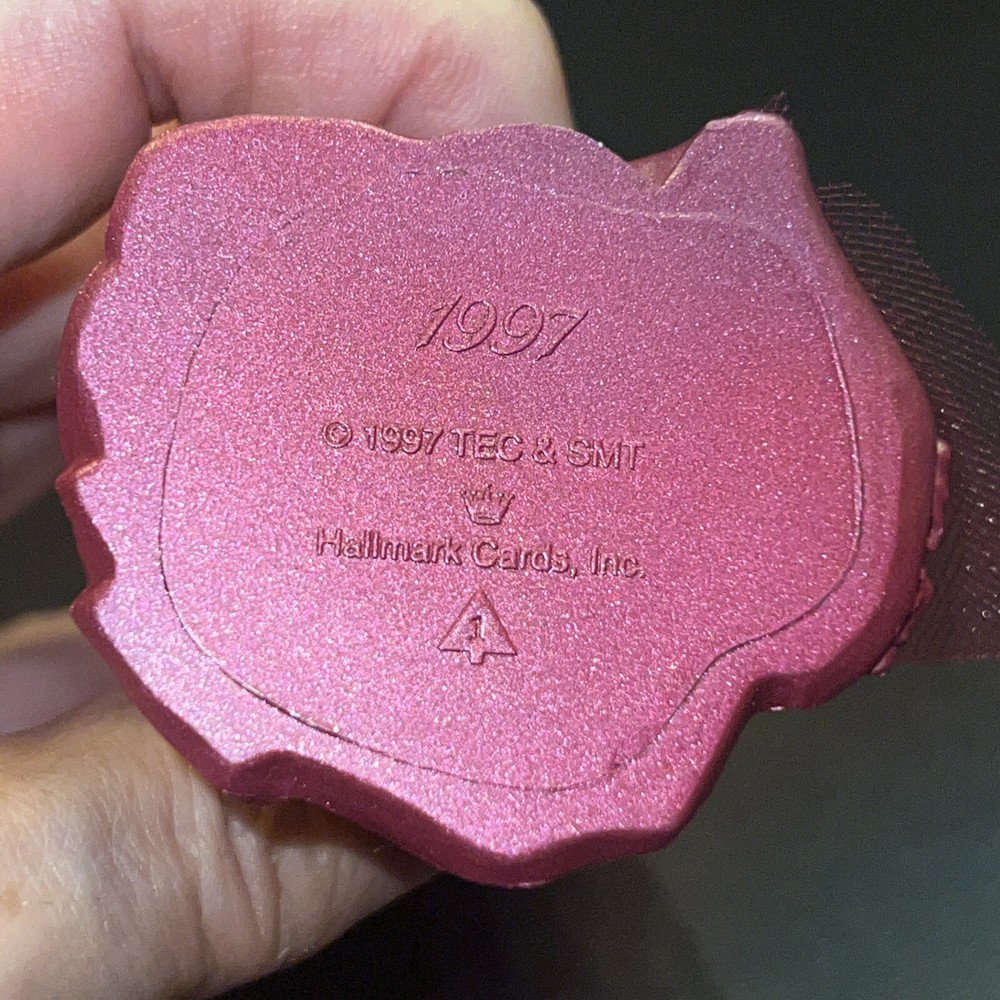 1997
© 1997 TEC & SMT
Hallmark Cards, Inc.
1